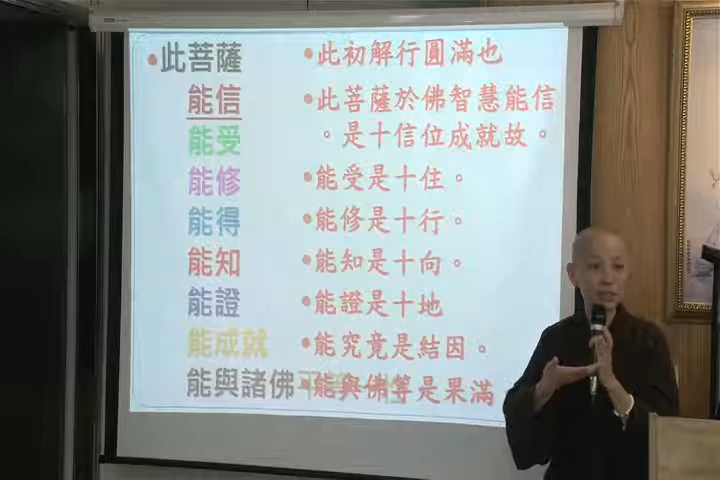 •此菩薩 •此初解行圓滿也
能信 •此菩薩於佛智慧能信
能受 。是十信位成就故。
能修 •能受是十住。
能得 •能修是十行。
能知 •能知是十向。
能證 •能證是十地
能成就 •能究竟是結因。
能與諸佛 •能與佛等是果滿